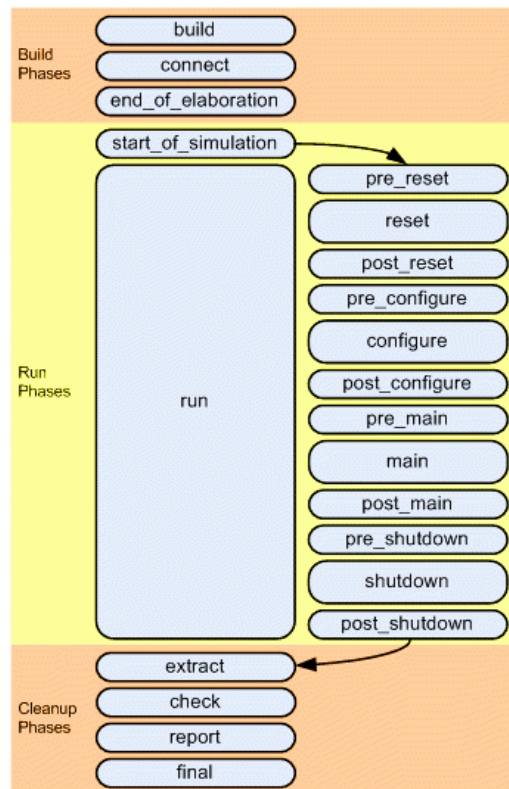 Build
Phases
build
connect
end_of_elaboration
Run
Phases
start_of_simulation
run
pre_reset
reset
post_reset
pre_configure
configure
post_configure
pre_main
main
post_main
pre_shutdown
shutdown
post_shutdown
Cleanup
Phases
extract
check
report
final